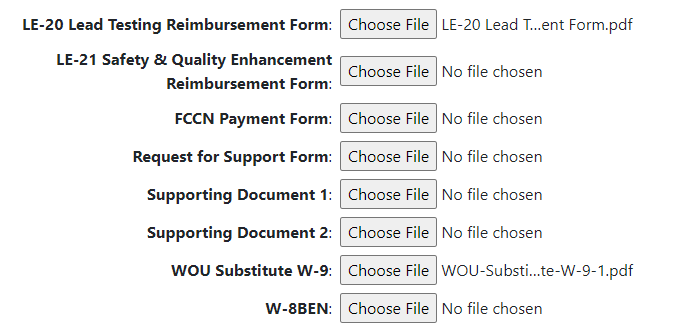 LE-20 Lead Testing Reimbursement Form: Choose File LE-20 Lead T...ent Form.pdf
LE-21 Safety & Quality Enhancement
Reimbursement Form: Choose File No file chosen
FCCN Payment Form: Choose File No file chosen
Request for Support Form: Choose File No file chosen
Supporting Document 1: Choose File No file chosen
Supporting Document 2: Choose File No file chosen
WOU Substitute W-9: Choose File WOU-Substi...te-W-9-1.pdf
W-8BEN: Choose File No file chosen